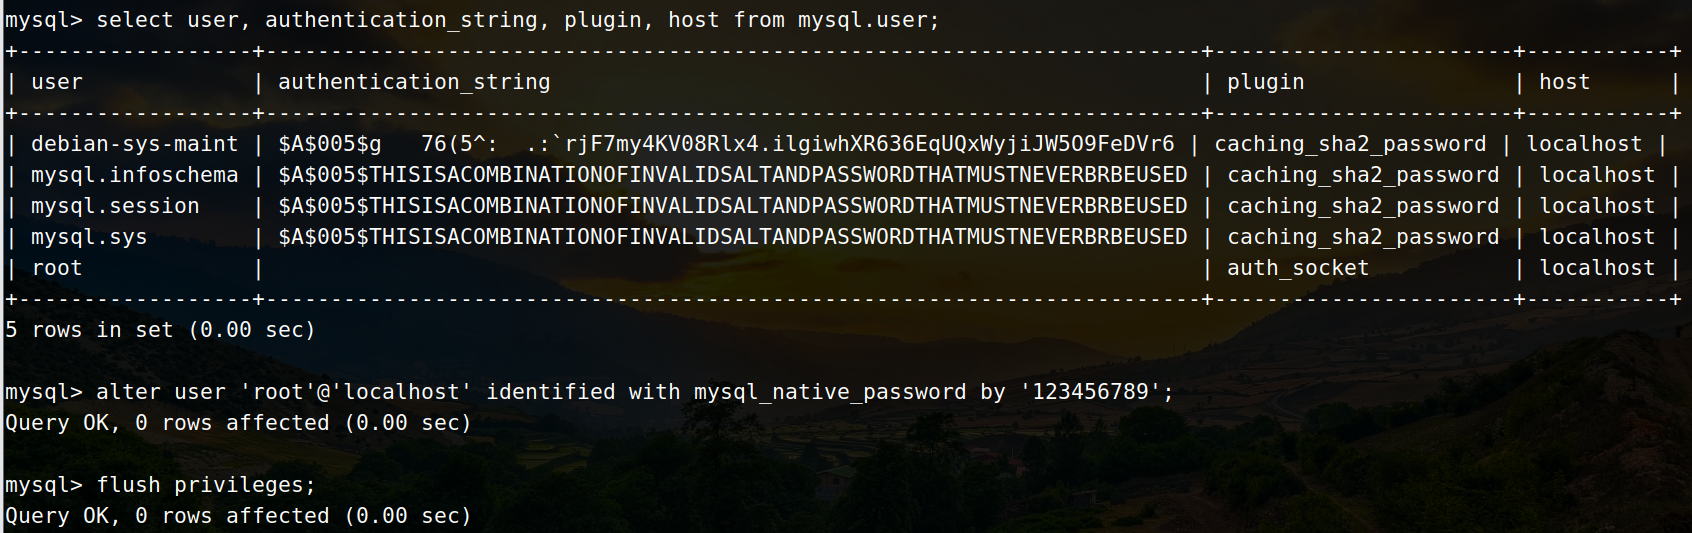 mysql> select user, authentication_string, plugin, host from mysql.user;
+------------------+------------------------------------------------------------------------+-----------------------+-----------+
| user             | authentication_string                                                  | plugin                | host      |
+------------------+------------------------------------------------------------------------+-----------------------+-----------+
| debian-sys-maint | $A$005$g   76(5^:  .:`rjF7my4KV08Rlx4.ilgiwhXR636EqUQxWyjiJW5O9FeDVr6 | caching_sha2_password | localhost |
| mysql.infoschema | $A$005$THISISACOMBINATIONOFINVALIDSALTANDPASSWORDTHATMUSTNEVERBRBEUSED | caching_sha2_password | localhost |
| mysql.session    | $A$005$THISISACOMBINATIONOFINVALIDSALTANDPASSWORDTHATMUSTNEVERBRBEUSED | caching_sha2_password | localhost |
| mysql.sys        | $A$005$THISISACOMBINATIONOFINVALIDSALTANDPASSWORDTHATMUSTNEVERBRBEUSED | caching_sha2_password | localhost |
| root             |                                                                        | auth_socket           | localhost |
+------------------+------------------------------------------------------------------------+-----------------------+-----------+
5 rows in set (0.00 sec)

mysql> alter user 'root'@'localhost' identified with mysql_native_password by '123456789';
Query OK, 0 rows affected (0.00 sec)

mysql> flush privileges;
Query OK, 0 rows affected (0.00 sec)